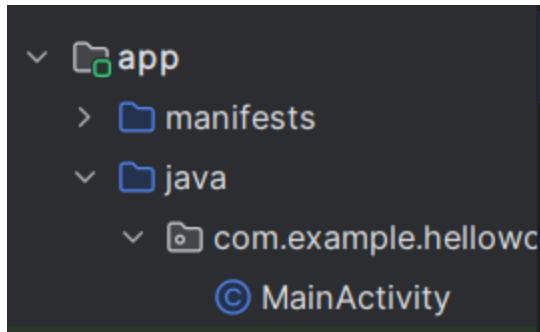 app
manifests
java
com.example.hellowc
MainActivity